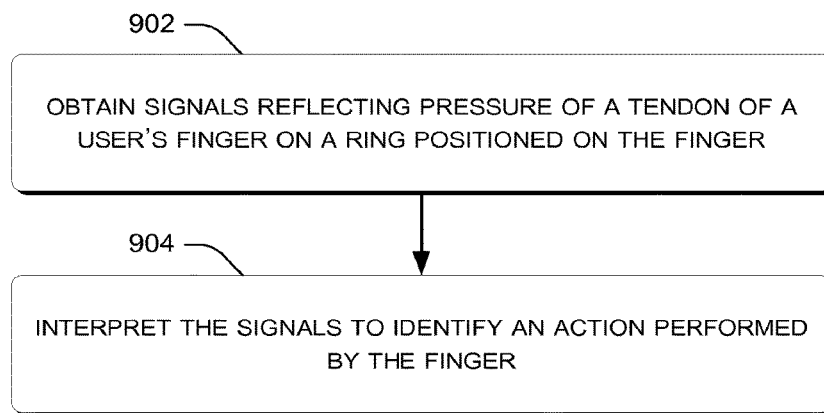 902
OBTAIN SIGNALS REFLECTING PRESSURE OF A TENDON OF A
USER'S FINGER ON A RING POSITIONED ON THE FINGER
904
INTERPRET THE SIGNALS TO IDENTIFY AN ACTION PERFORMED
BY THE FINGER